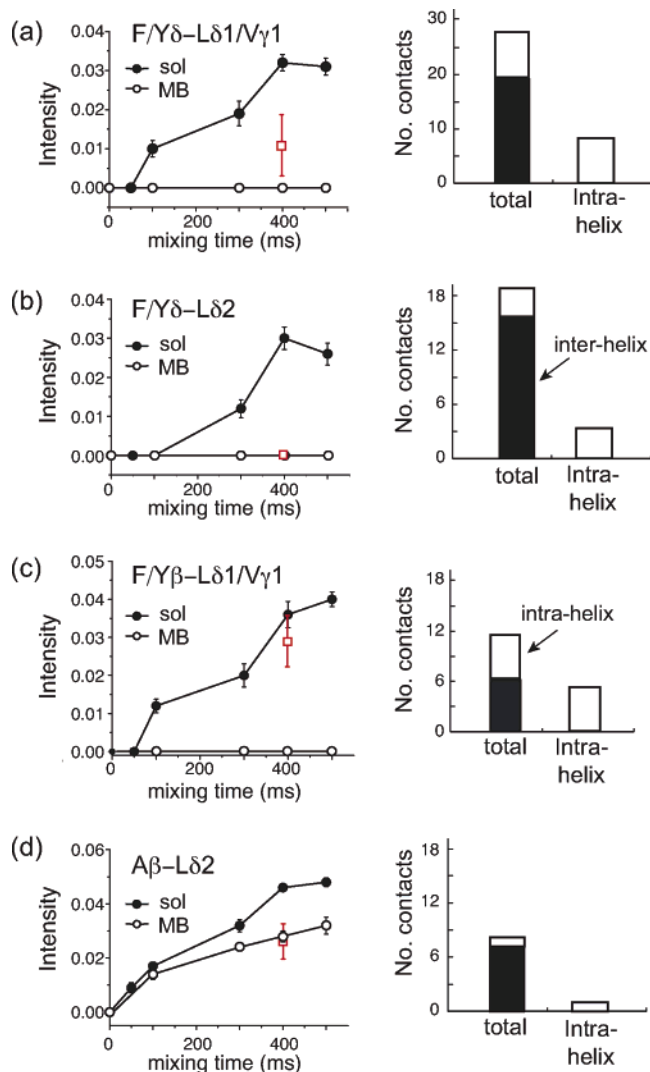 (a)
F/Yδ–Lδ1/Vγ1
sol
MB
Intensity
0.04
0.03
0.02
0.01
0.00
0 200 400
mixing time (ms)
No. contacts
30
20
10
0
total
Intra-
helix
(b)
F/Yδ–Lδ2
sol
MB
Intensity
0.04
0.03
0.02
0.01
0.00
0 200 400
mixing time (ms)
No. contacts
18
12
6
0
inter-helix
total
Intra-
helix
(c)
F/Yβ–Lδ1/Vγ1
sol
MB
Intensity
0.05
0.04
0.03
0.02
0.01
0.00
0 200 400
mixing time (ms)
No. contacts
18
12
6
0
intra-helix
total
Intra-
helix
(d)
Aβ–Lδ2
sol
MB
Intensity
0.06
0.04
0.02
0.00
0 200 400
mixing time (ms)
No. contacts
18
12
6
0
total
Intra-
helix